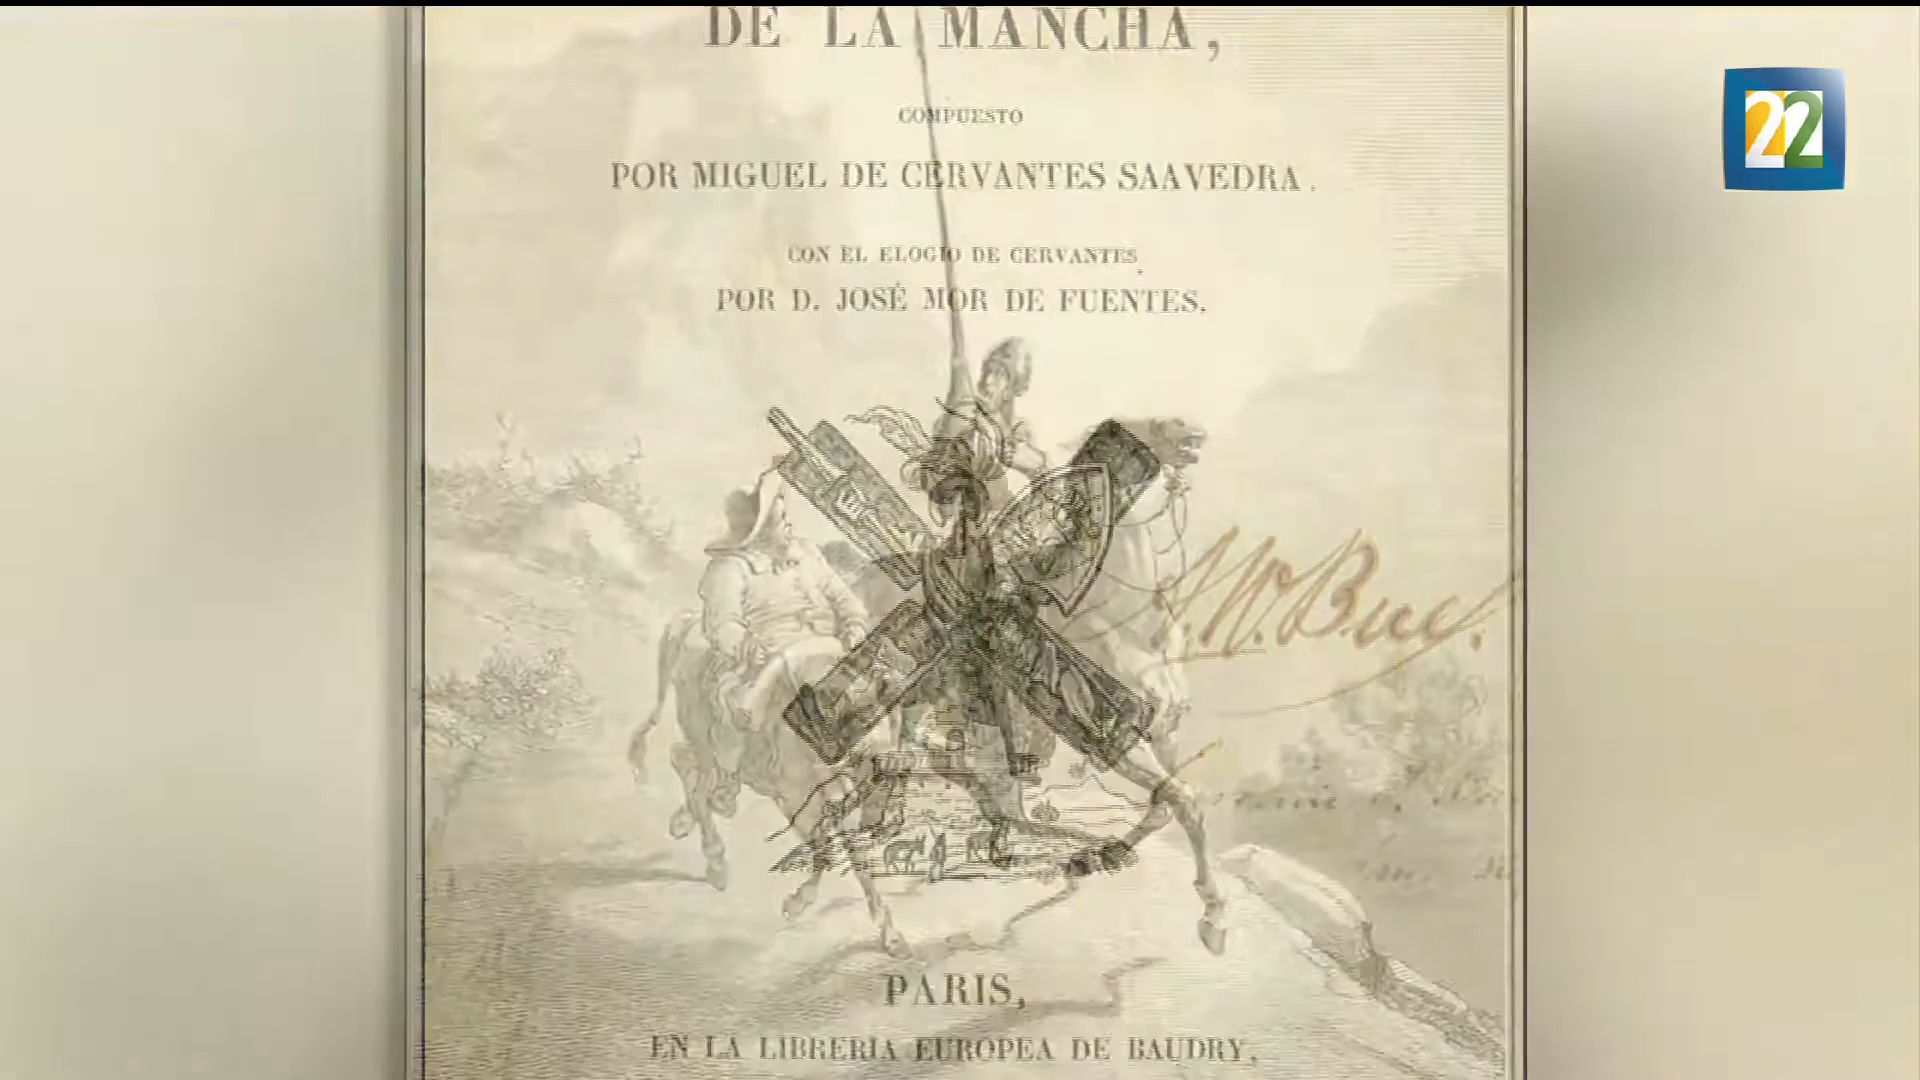 DE LA MANCHA,
22
COMPUESTO
POR MIGUEL DE CERVANTES SAAVEDRA.
CON EL ELOGIO DE CERVANTES
POR D. JOSÉ MOR DE FUENTES.
PARIS,
EN LA LIBRERIA EUROPEA DE BAUDRY,